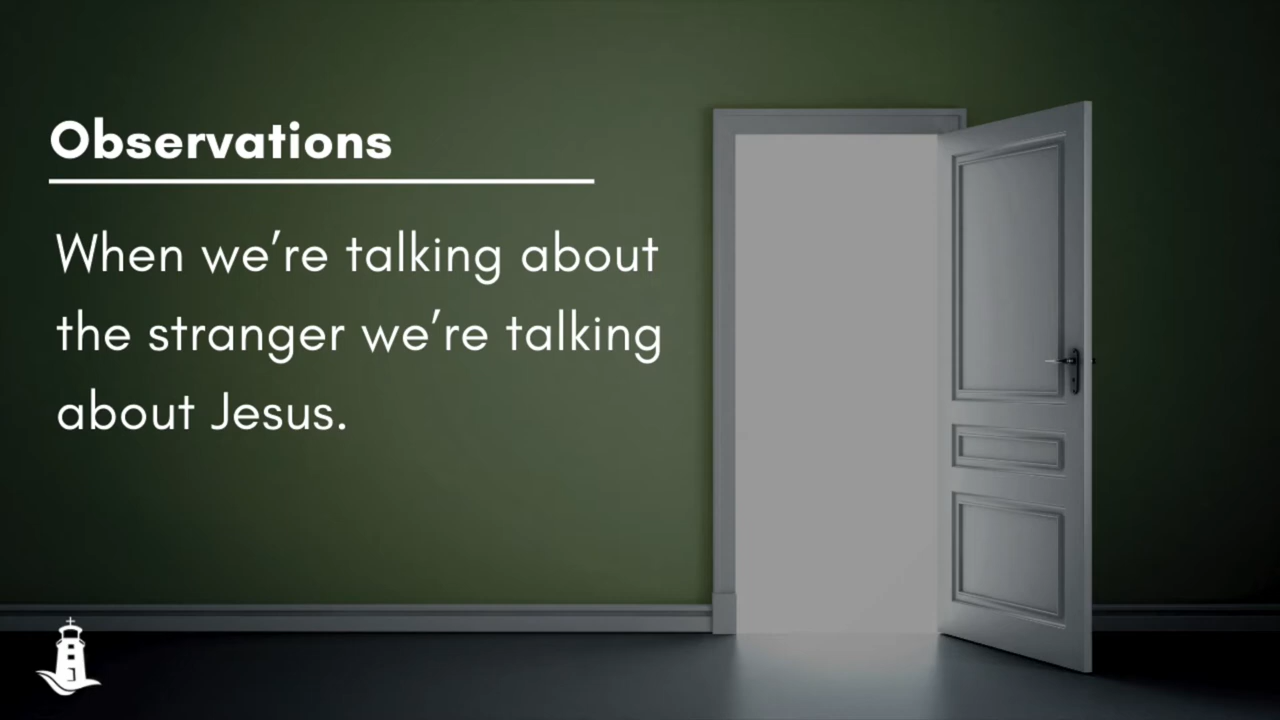 Observations
When we’re talking about
the stranger we’re talking
about Jesus.